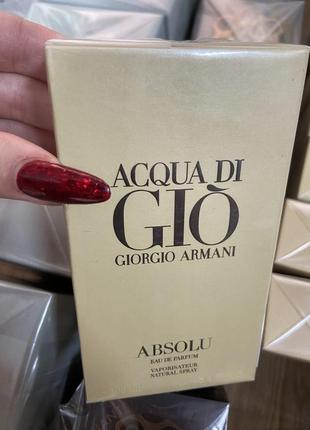 ACQUA DI
GIÒ
GIORGIO ARMANI
ABSOLU
EAU DE PARFUM
VAPORISATEUR
NATURAL SPRAY